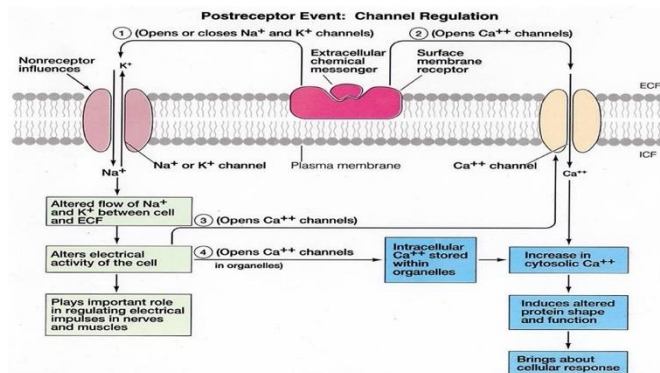 Postreceptor Event: Channel Regulation
1 (Opens or closes Na+ and K+ channels)
2 (Opens Ca++ channels)
Nonreceptor
influences
K+
Extracellular
chemical
messenger
Surface
membrane
receptor
ECF
Na+ or K+ channel
Plasma membrane
Ca++ channel
ICF
Na+
Ca++
Altered flow of Na+
and K+ between cell
and ECF
3 (Opens Ca++ channels)
Alters electrical
activity of the cell
4 (Opens Ca++ channels
in organelles)
Intracellular
Ca++ stored
within
organelles
Increase in
cytosolic Ca++
Plays important role
in regulating electrical
impulses in nerves
and muscles
Induces altered
protein shape
and function
Brings about
cellular response